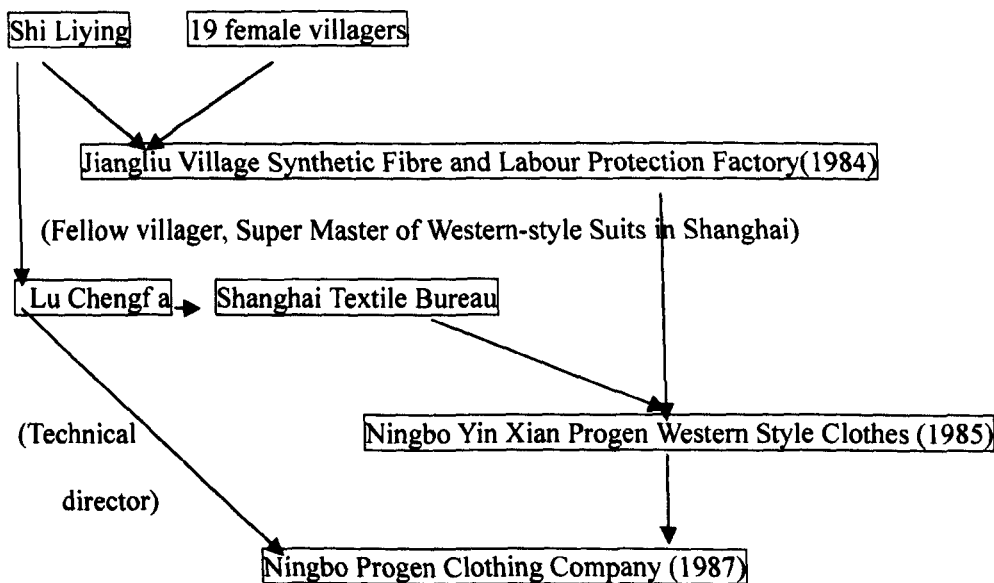 Shi Liying 19 female villagers
Jiangliu Village Synthetic Fibre and Labour Protection Factory(1984)
(Fellow villager, Super Master of Western-style Suits in Shanghai)
Lu Chengf a Shanghai Textile Bureau
(Technical
director)
Ningbo Yin Xian Progen Western Style Clothes (1985)
Ningbo Progen Clothing Company (1987)